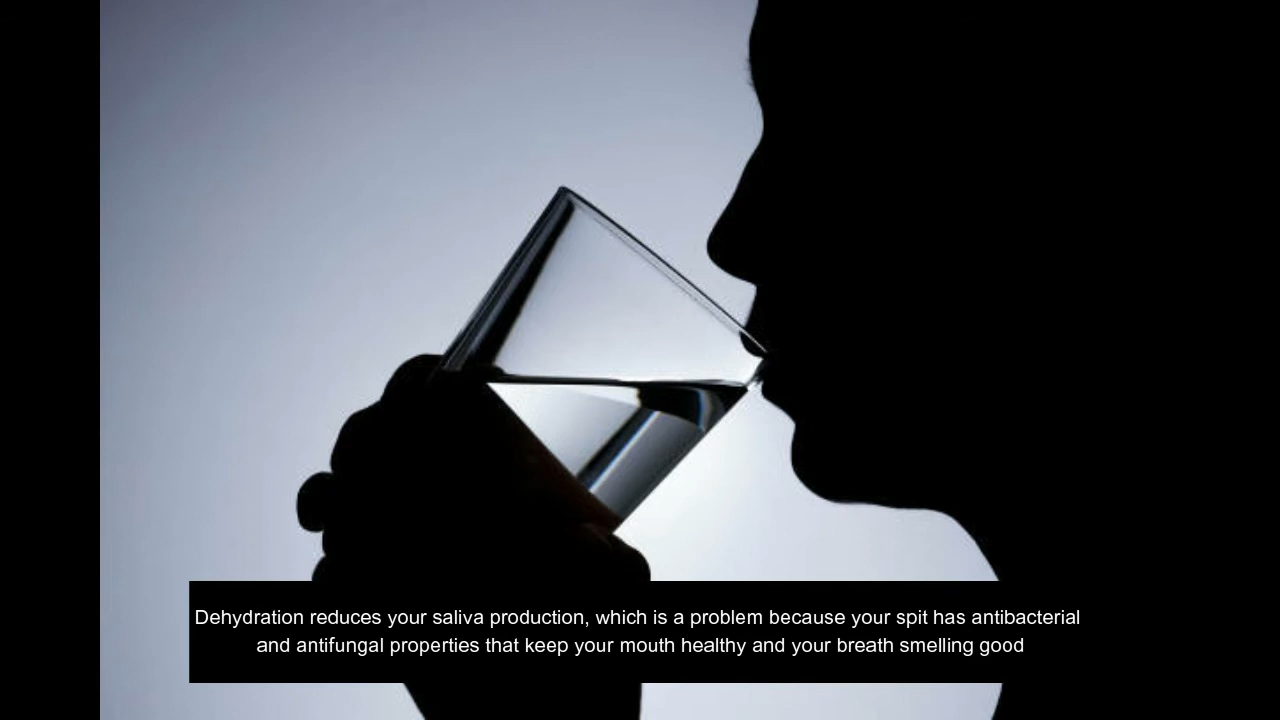 Dehydration reduces your saliva production, which is a problem because your spit has antibacterial
and antifungal properties that keep your mouth healthy and your breath smelling good